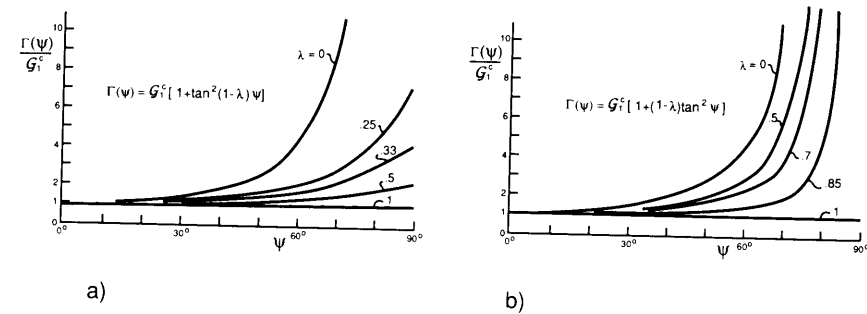 Γ(ψ)
G₁ᶜ
10
8
6
4
2
1
0°
30°
60°
90°
ψ
λ = 0
.25
.33
.5
1
Γ(ψ) = G₁ᶜ [ 1+tan²(1-λ) ψ]
a)
Γ(ψ)
G₁ᶜ
10
8
6
4
2
1
0°
30°
60°
90°
ψ
λ = 0
.5
.7
.85
1
Γ(ψ) = G₁ᶜ [ 1+(1-λ)tan² ψ ]
b)